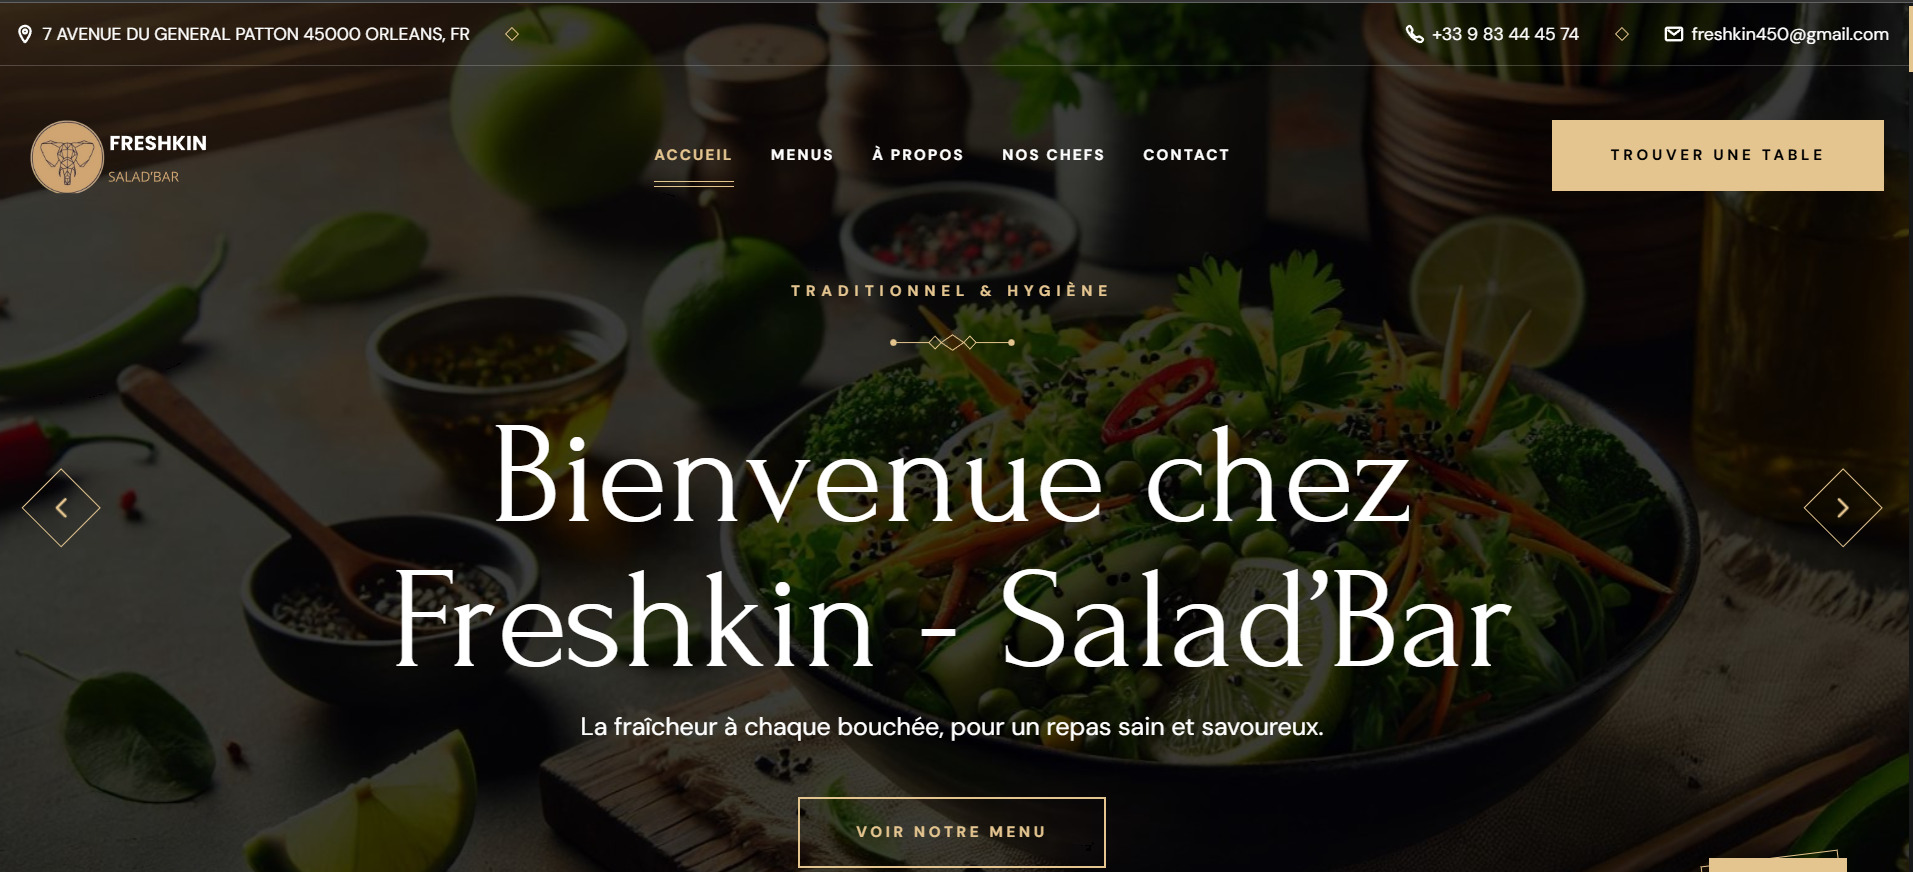 7 AVENUE DU GENERAL PATTON 45000 ORLEANS, FR
+33 9 83 44 45 74
freshkin450@gmail.com
FRESHKIN
SALAD'BAR
ACCUEIL
MENUS
À PROPOS
NOS CHEFS
CONTACT
TROUVER UNE TABLE
TRADITIONNEL & HYGIÈNE
Bienvenue chez
Freshkin - Salad’Bar
La fraîcheur à chaque bouchée, pour un repas sain et savoureux.
VOIR NOTRE MENU